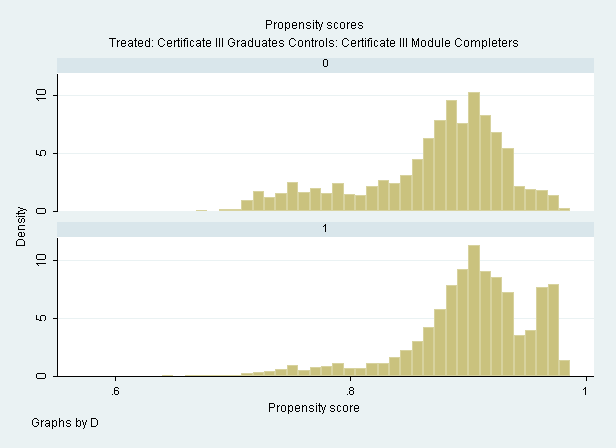 Propensity scores
Treated: Certificate III Graduates Controls: Certificate III Module Completers
0
10
5
0
Density
1
10
5
0
.6 .8 1
Propensity score
Graphs by D